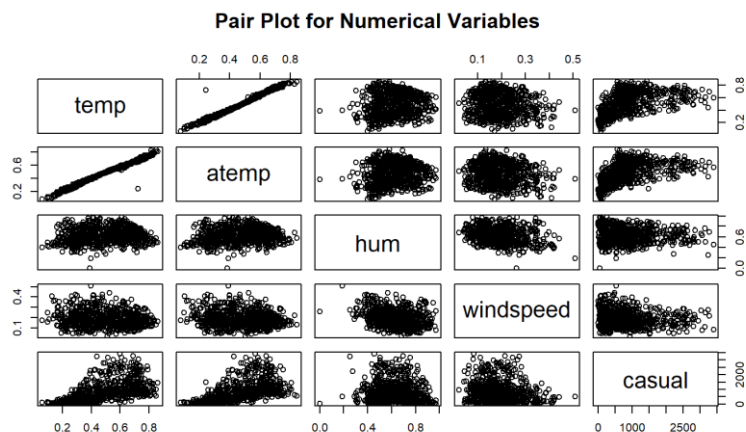 Pair Plot for Numerical Variables
0.2 0.4 0.6 0.8
0.1 0.3 0.5
temp
0.2 0.8
atemp
0.2 0.6
hum
0.0 0.6
windspeed
0.1 0.4
casual
0 2000
0.2 0.4 0.6 0.8
0.0 0.4 0.8
0 1000 2500